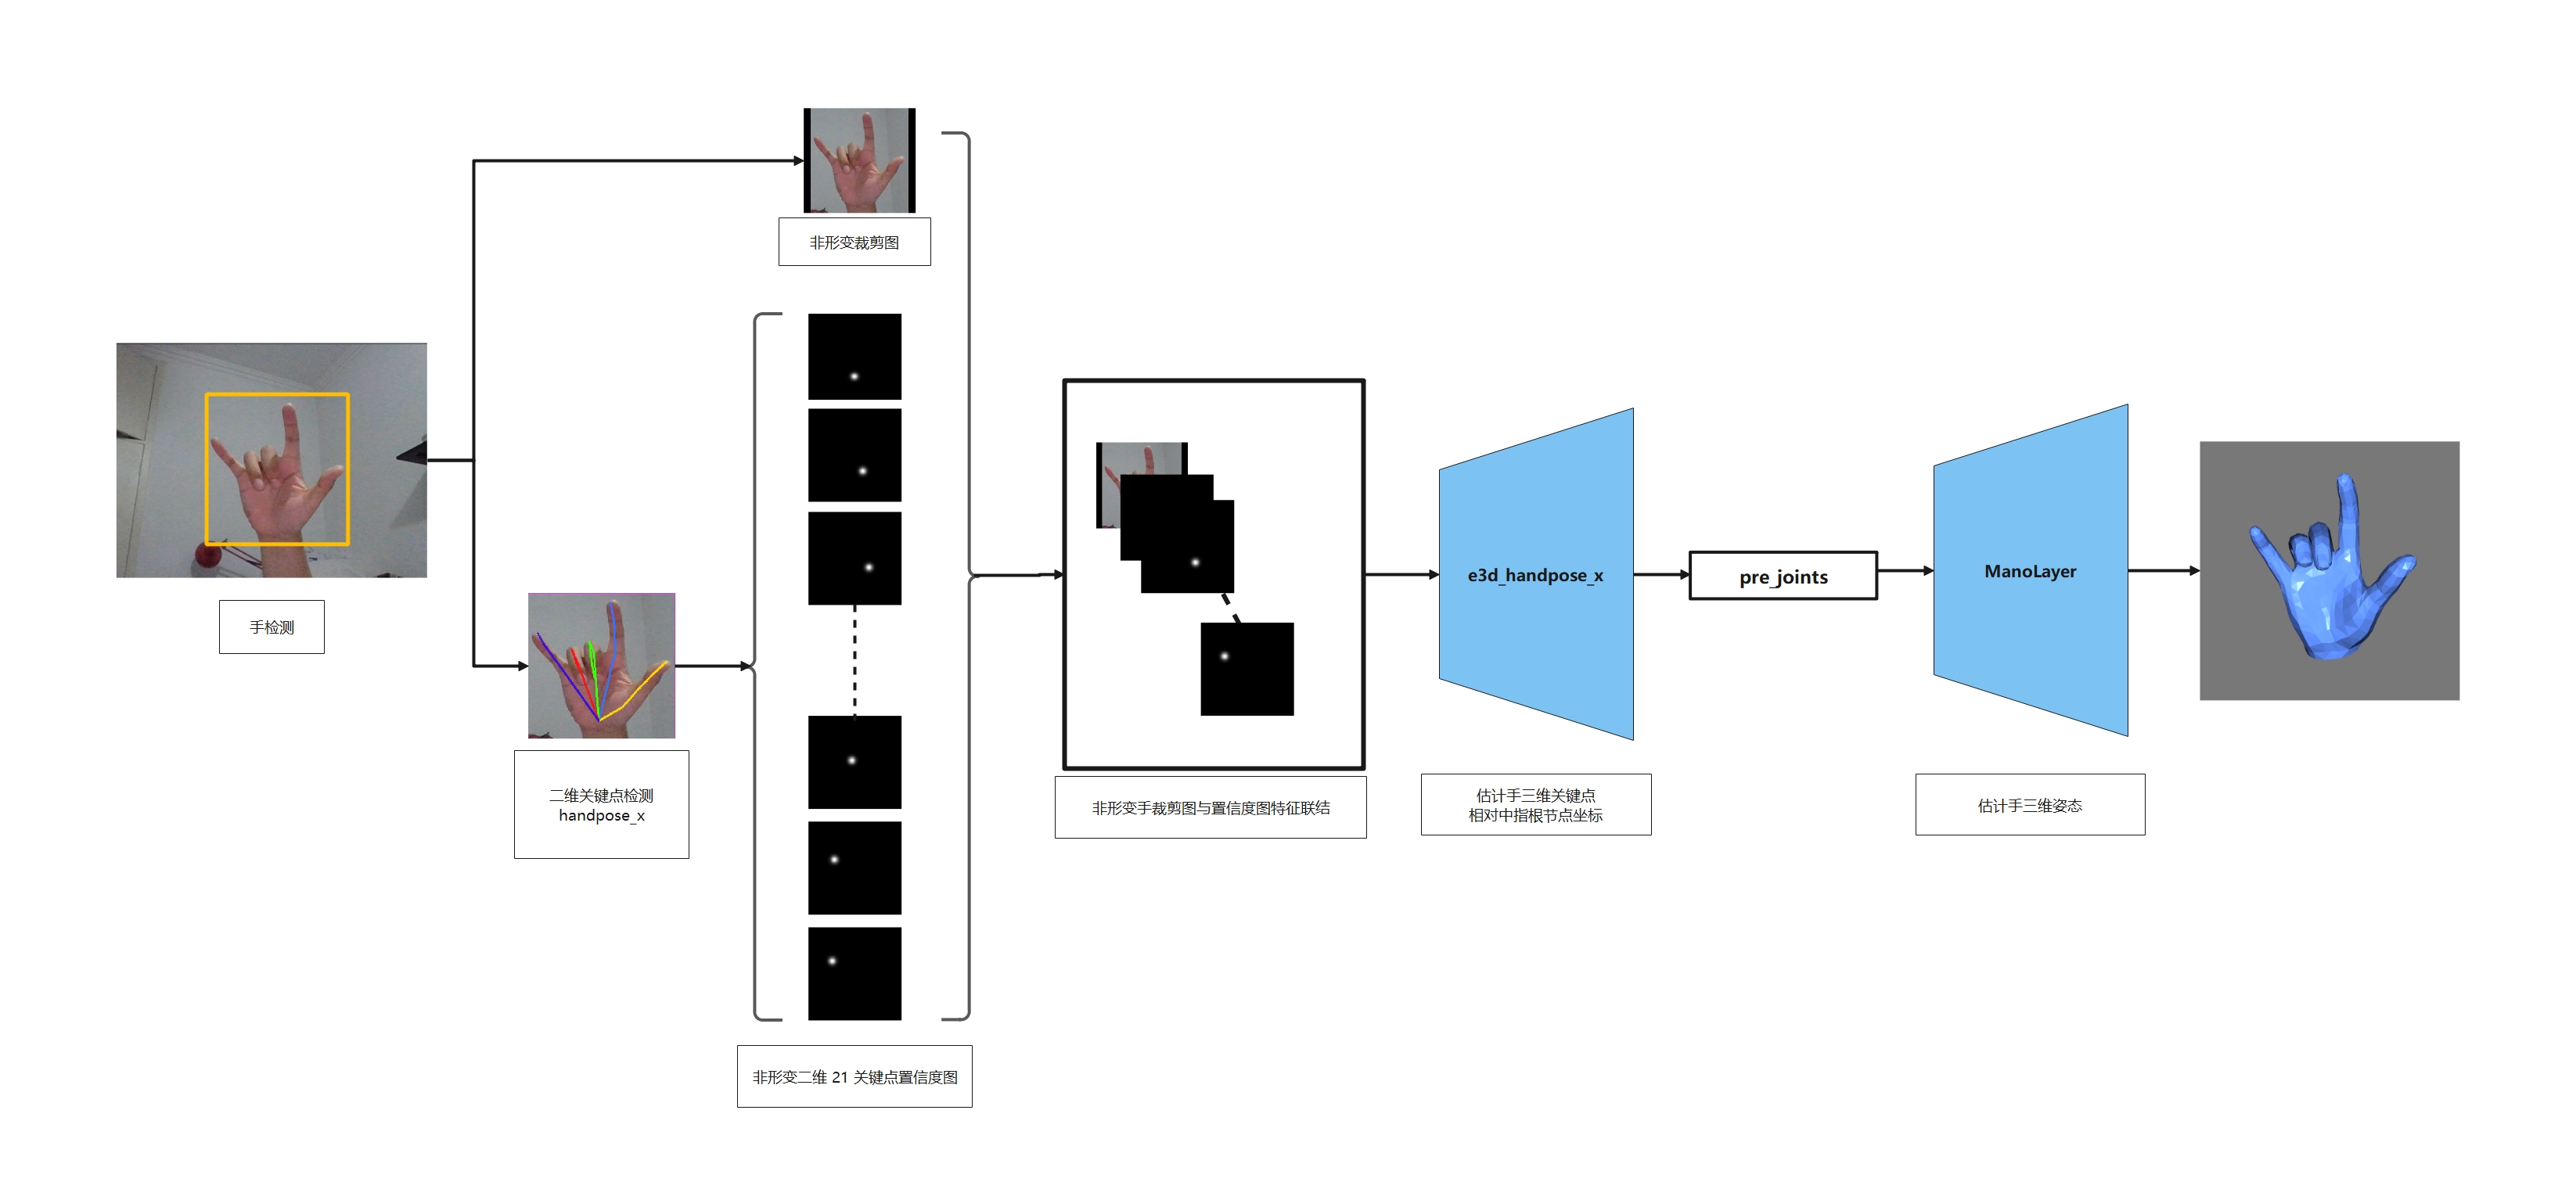 非形变裁剪图
手检测
二维关键点检测
handpose_x
非形变二维 21 关键点置信度图
非形变手裁剪图与置信度图特征联结
e3d_handpose_x
估计手三维关键点
相对中指根节点坐标
pre_joints
ManoLayer
估计手三维姿态